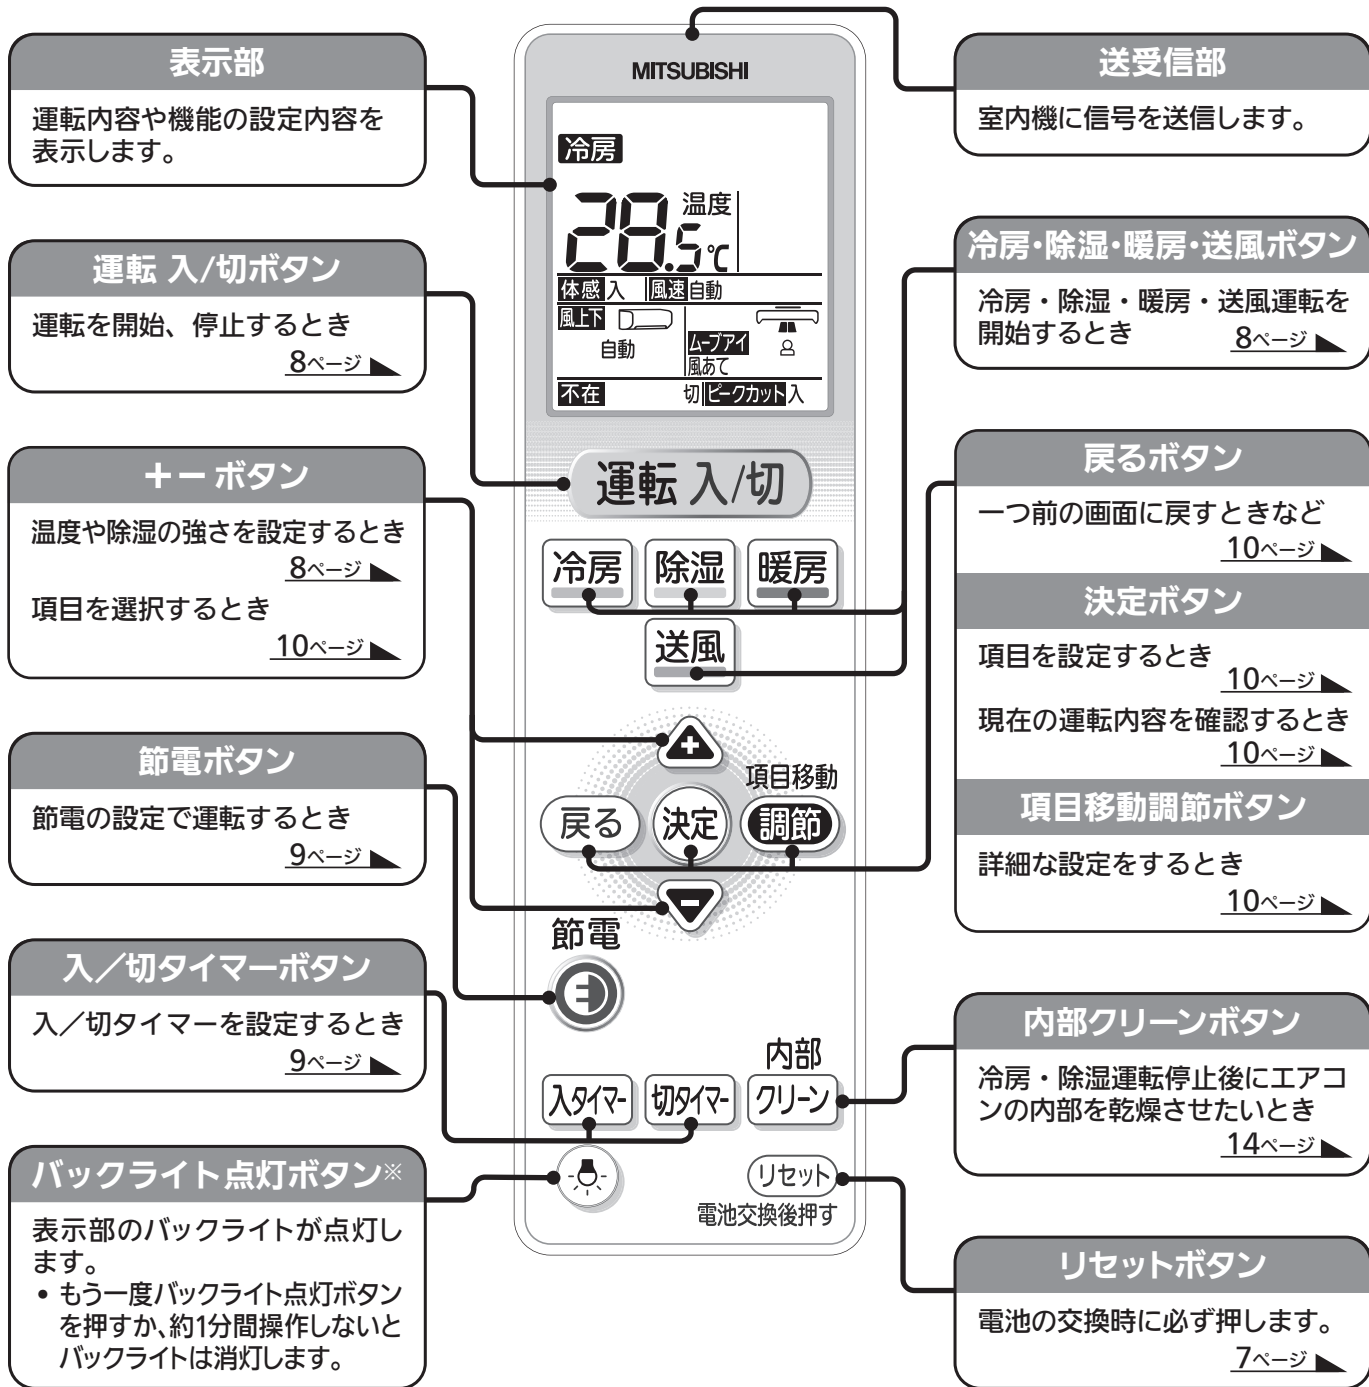 表示部
運転内容や機能の設定内容を
表示します。
運転 入/切ボタン
運転を開始、停止するとき
8ページ
＋－ ボタン
温度や除湿の強さを設定するとき
8ページ
項目を選択するとき
10ページ
節電ボタン
節電の設定で運転するとき
9ページ
入／切タイマーボタン
入／切タイマーを設定するとき
9ページ
バックライト点灯ボタン※
表示部のバックライトが点灯し
ます。
• もう一度バックライト点灯ボタン
を押すか、約1分間操作しないと
バックライトは消灯します。
MITSUBISHI
冷房
28.5℃ 温度
体感 入 風速 自動
風上下
自動
ムーブアイ
風あて
不在 切 ピークカット 入
運転 入/切
冷房 除湿 暖房
送風
+
項目移動
戻る 決定 調節
-
節電
内部
入タイマー 切タイマー クリーン
リセット
電池交換後押す
送受信部
室内機に信号を送信します。
冷房・除湿・暖房・送風ボタン
冷房・除湿・暖房・送風運転を
開始するとき 8ページ
戻るボタン
一つ前の画面に戻すときなど
10ページ
決定ボタン
項目を設定するとき
10ページ
現在の運転内容を確認するとき
10ページ
項目移動調節ボタン
詳細な設定をするとき
10ページ
内部クリーンボタン
冷房・除湿運転停止後にエアコ
ンの内部を乾燥させたいとき
14ページ
リセットボタン
電池の交換時に必ず押します。
7ページ